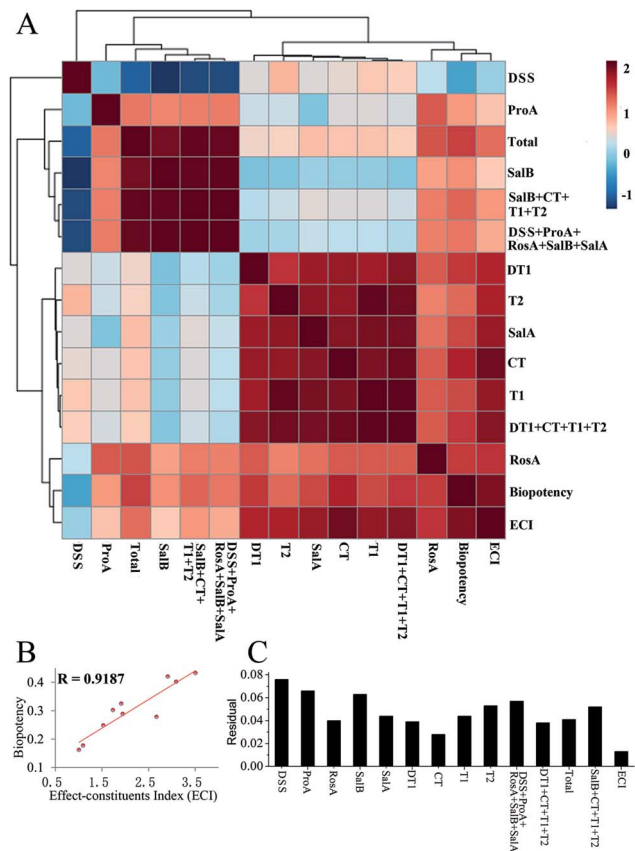 A
DSS
ProA
Total
SalB
SalB+CT+
T1+T2
DSS+ProA+
RosA+SalB+SalA
DT1
T2
SalA
CT
T1
DT1+CT+T1+T2
RosA
Biopotency
ECI
2
1
0
-1
DSS
ProA
Total
SalB
SalB+CT+
T1+T2
DSS+ProA+
RosA+SalB+SalA
DT1
T2
SalA
CT
T1
DT1+CT+T1+T2
RosA
Biopotency
ECI
B
R = 0.9187
Biopotency
0.4
0.3
0.2
0.1
0.5 1.5 2.5 3.5
Effect-constituents Index (ECI)
C
Residual
0.08
0.06
0.04
0.02
0.00
DSS
ProA
RosA
SalB
SalA
DT1
CT
T1
T2
DSS+ProA+
RosA+SalB+SalA
DT1+CT+T1+T2
Total
SalB+CT+T1+T2
ECI